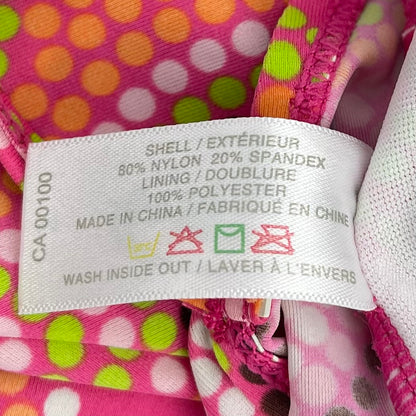 SHELL / EXTÉRIEUR
80% NYLON 20% SPANDEX
LINING / DOUBLURE
100% POLYESTER
MADE IN CHINA / FABRIQUÉ EN CHINE
WASH INSIDE OUT / LAVER À L'ENVERS
CA 00100